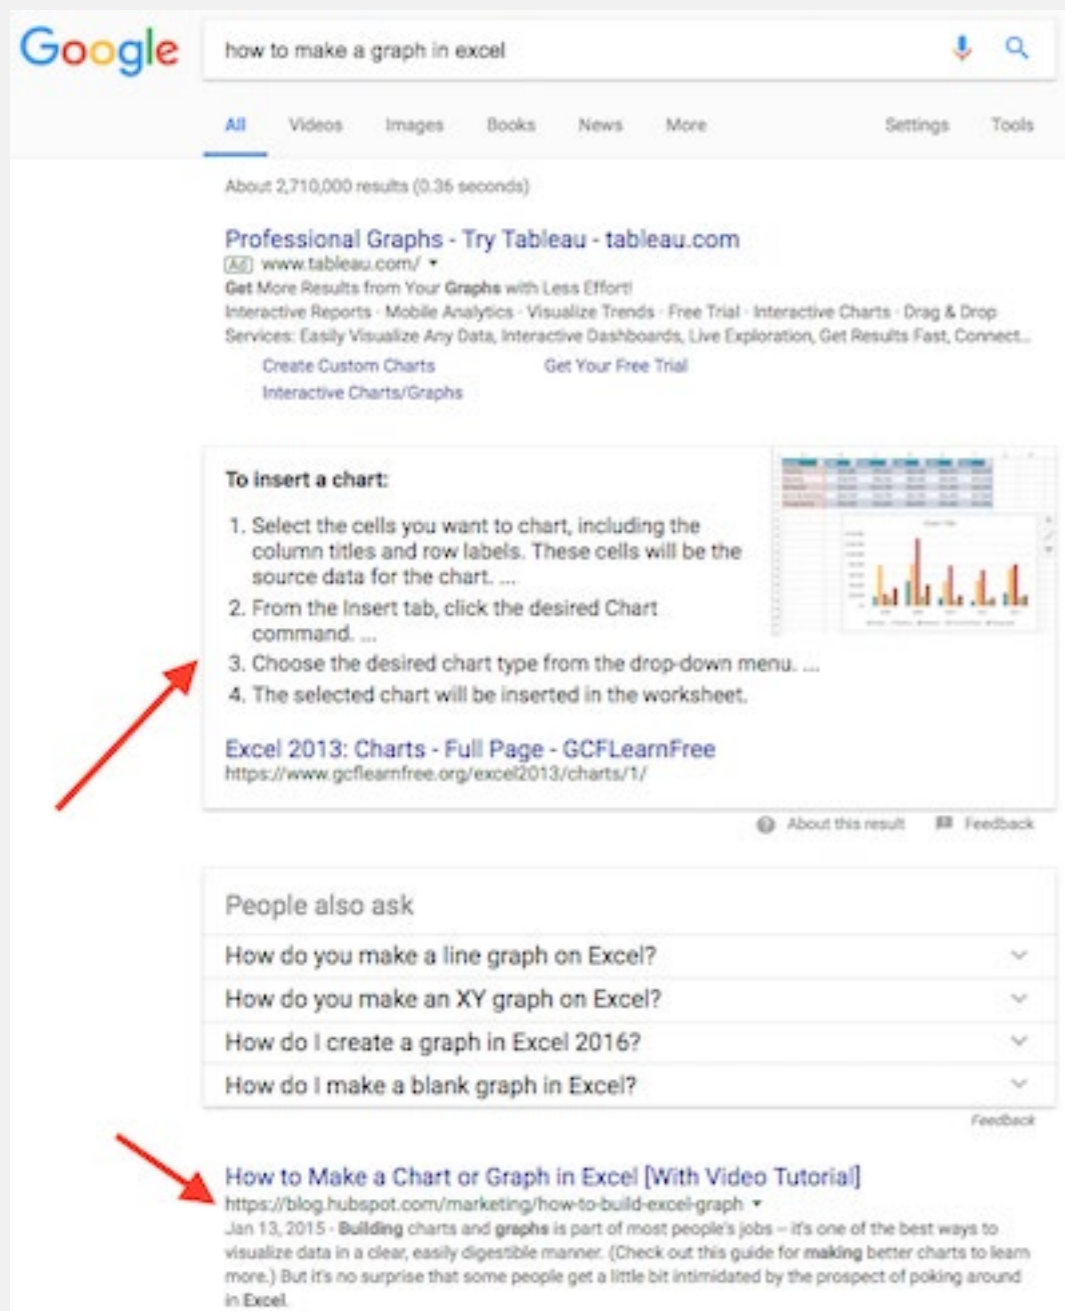 Google
how to make a graph in excel
All Videos Images Books News More Settings Tools
About 2,710,000 results (0.36 seconds)
Professional Graphs - Try Tableau - tableau.com
Ad www.tableau.com/
Get More Results from Your Graphs with Less Effort!
Interactive Reports · Mobile Analytics · Visualize Trends · Free Trial · Interactive Charts · Drag & Drop
Services: Easily Visualize Any Data, Interactive Dashboards, Live Exploration, Get Results Fast, Connect...
Create Custom Charts Get Your Free Trial
Interactive Charts/Graphs
To insert a chart:
1. Select the cells you want to chart, including the
column titles and row labels. These cells will be the
source data for the chart. ...
2. From the Insert tab, click the desired Chart
command. ...
3. Choose the desired chart type from the drop-down menu. ...
4. The selected chart will be inserted in the worksheet.
Excel 2013: Charts - Full Page - GCFLearnFree
https://www.gcflearnfree.org/excel2013/charts/1/
About this result Feedback
People also ask
How do you make a line graph on Excel?
How do you make an XY graph on Excel?
How do I create a graph in Excel 2016?
How do I make a blank graph in Excel?
Feedback
How to Make a Chart or Graph in Excel [With Video Tutorial]
https://blog.hubspot.com/marketing/how-to-build-excel-graph
Jan 13, 2015 - Building charts and graphs is part of most people's jobs -- it's one of the best ways to
visualize data in a clear, easily digestible manner. (Check out this guide for making better charts to learn
more.) But it's no surprise that some people get a little bit intimidated by the prospect of poking around
in Excel.